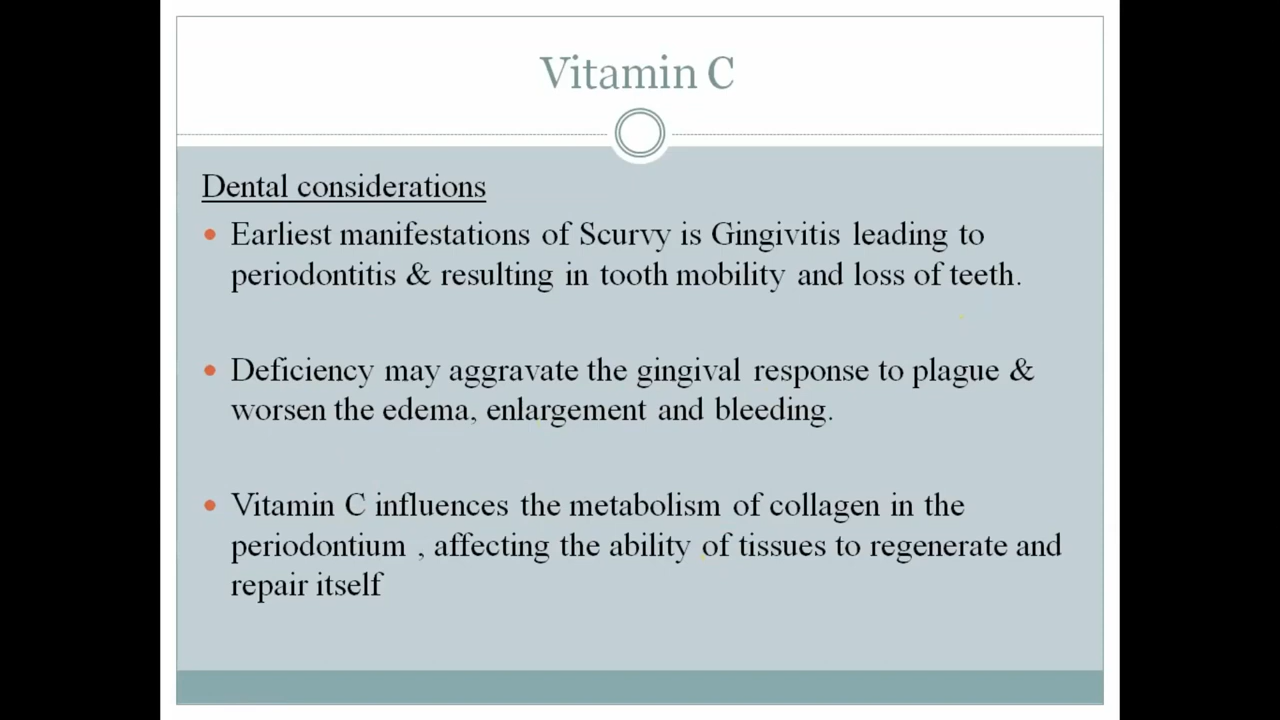 Vitamin C
Dental considerations
Earliest manifestations of Scurvy is Gingivitis leading to
periodontitis & resulting in tooth mobility and loss of teeth.
Deficiency may aggravate the gingival response to plague &
worsen the edema, enlargement and bleeding.
Vitamin C influences the metabolism of collagen in the
periodontium , affecting the ability of tissues to regenerate and
repair itself